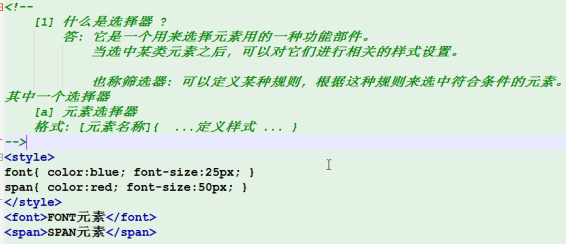 <!--
[1] 什么是选择器 ?
答: 它是一个用来选择元素用的一种功能部件。
当选中某类元素之后，可以对它们进行相关的样式设置。
也称筛选器: 可以定义某种规则，根据这种规则来选中符合条件的元素。
其中一个选择器
[a] 元素选择器
格式: [元素名称]{ ...定义样式 ... }
-->
<style>
font{ color:blue; font-size:25px; }
span{ color:red; font-size:50px; }
</style>
<font>FONT元素</font>
<span>SPAN元素</span>